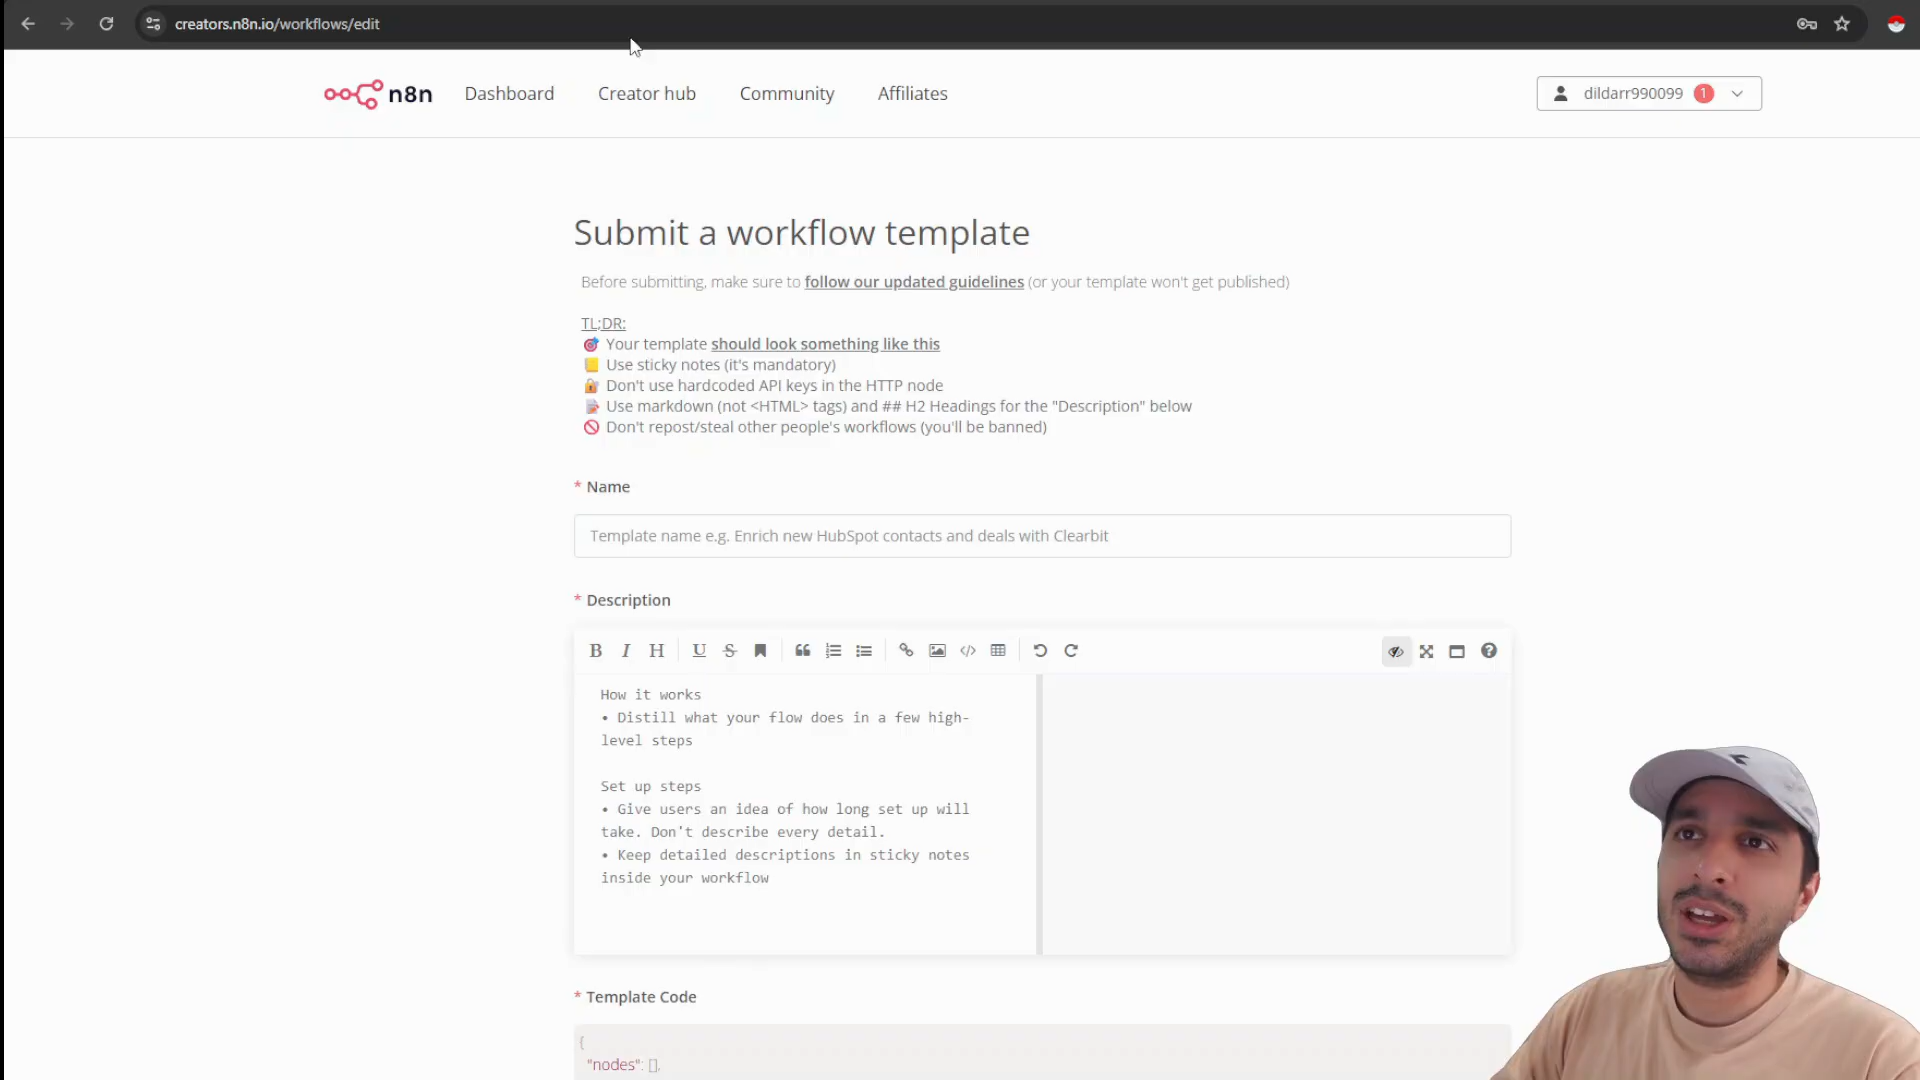 creators.n8n.io/workflows/edit
n8n
Dashboard
Creator hub
Community
Affiliates
dildarr990099
1
Submit a workflow template
Before submitting, make sure to follow our updated guidelines (or your template won't get published)
TL;DR:
🎯 Your template should look something like this
📒 Use sticky notes (it's mandatory)
🔐 Don't use hardcoded API keys in the HTTP node
📝 Use markdown (not <HTML> tags) and ## H2 Headings for the "Description" below
🚫 Don't repost/steal other people's workflows (you'll be banned)
* Name
Template name e.g. Enrich new HubSpot contacts and deals with Clearbit
* Description
B I H U S
How it works
• Distill what your flow does in a few high-
level steps
Set up steps
• Give users an idea of how long set up will
take. Don't describe every detail.
• Keep detailed descriptions in sticky notes
inside your workflow
* Template Code
{
"nodes": [],